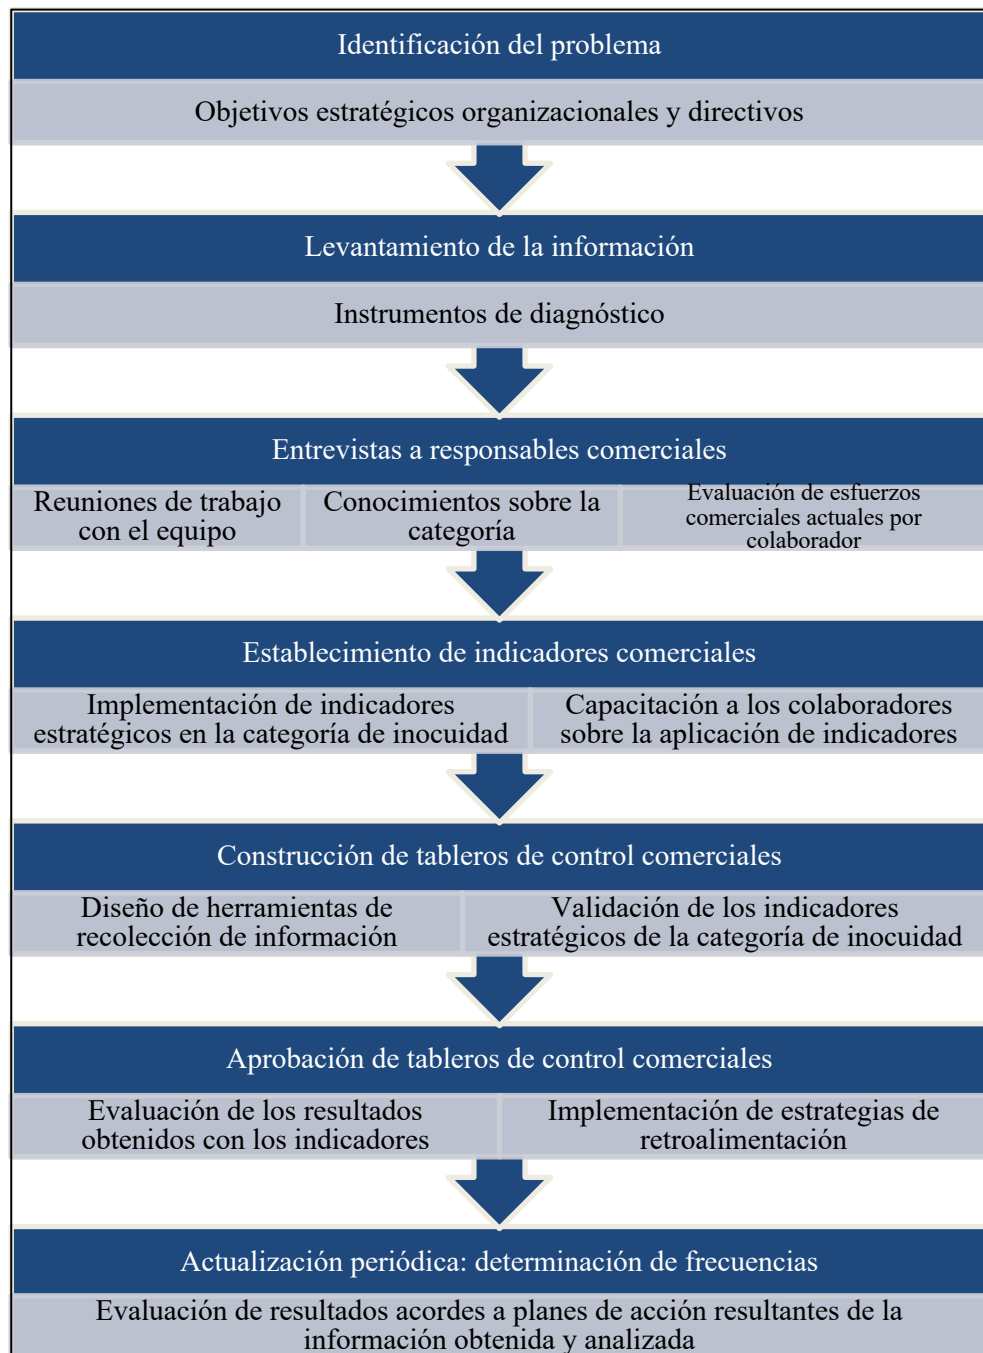 Identificación del problema
Objetivos estratégicos organizacionales y directivos
Levantamiento de la información
Instrumentos de diagnóstico
Entrevistas a responsables comerciales
Reuniones de trabajo
con el equipo
Conocimientos sobre la
categoría
Evaluación de esfuerzos
comerciales actuales por
colaborador
Establecimiento de indicadores comerciales
Implementación de indicadores
estratégicos en la categoría de inocuidad
Capacitación a los colaboradores
sobre la aplicación de indicadores
Construcción de tableros de control comerciales
Diseño de herramientas de
recolección de información
Validación de los indicadores
estratégicos de la categoría de inocuidad
Aprobación de tableros de control comerciales
Evaluación de los resultados
obtenidos con los indicadores
Implementación de estrategias de
retroalimentación
Actualización periódica: determinación de frecuencias
Evaluación de resultados acordes a planes de acción resultantes de la
información obtenida y analizada